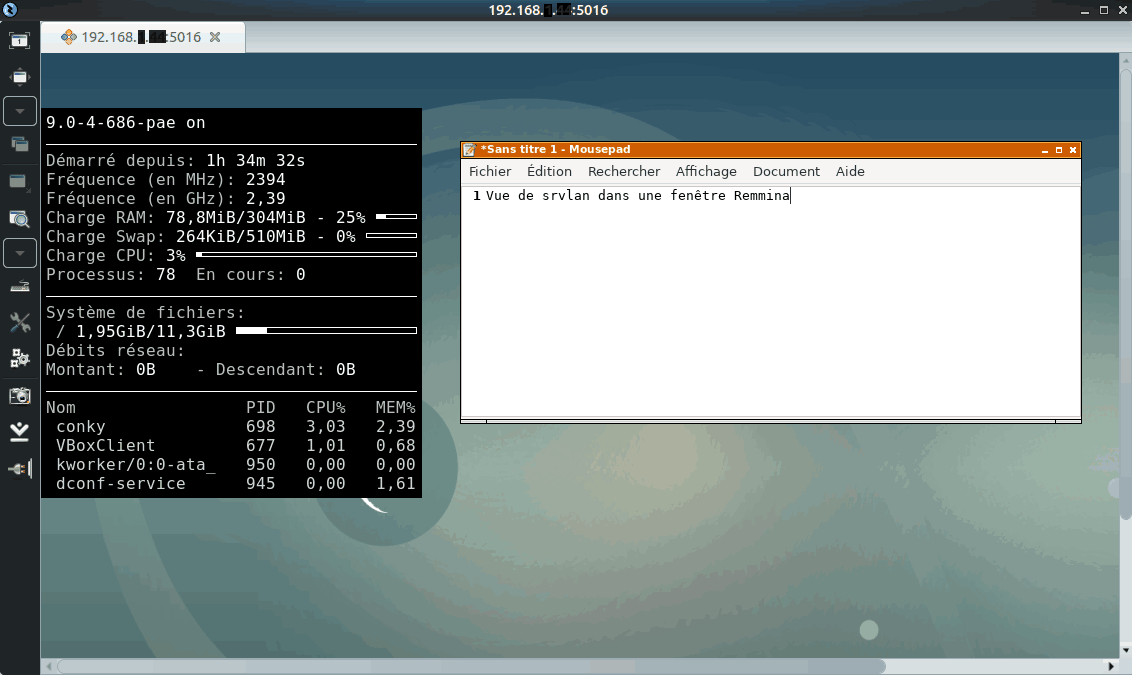 192.168. . :5016
192.168. . :5016
9.0-4-686-pae on
Démarré depuis: 1h 34m 32s
Fréquence (en MHz): 2394
Fréquence (en GHz): 2,39
Charge RAM: 78,8MiB/304MiB - 25%
Charge Swap: 264KiB/510MiB - 0%
Charge CPU: 3%
Processus: 78 En cours: 0
Système de fichiers:
/ 1,95GiB/11,3GiB
Débits réseau:
Montant: 0B - Descendant: 0B
Nom PID CPU% MEM%
conky 698 3,03 2,39
VBoxClient 677 1,01 0,68
kworker/0:0-ata_ 950 0,00 0,00
dconf-service 945 0,00 1,61
*Sans titre 1 - Mousepad
Fichier Édition Rechercher Affichage Document Aide
1 Vue de srvlan dans une fenêtre Remmina